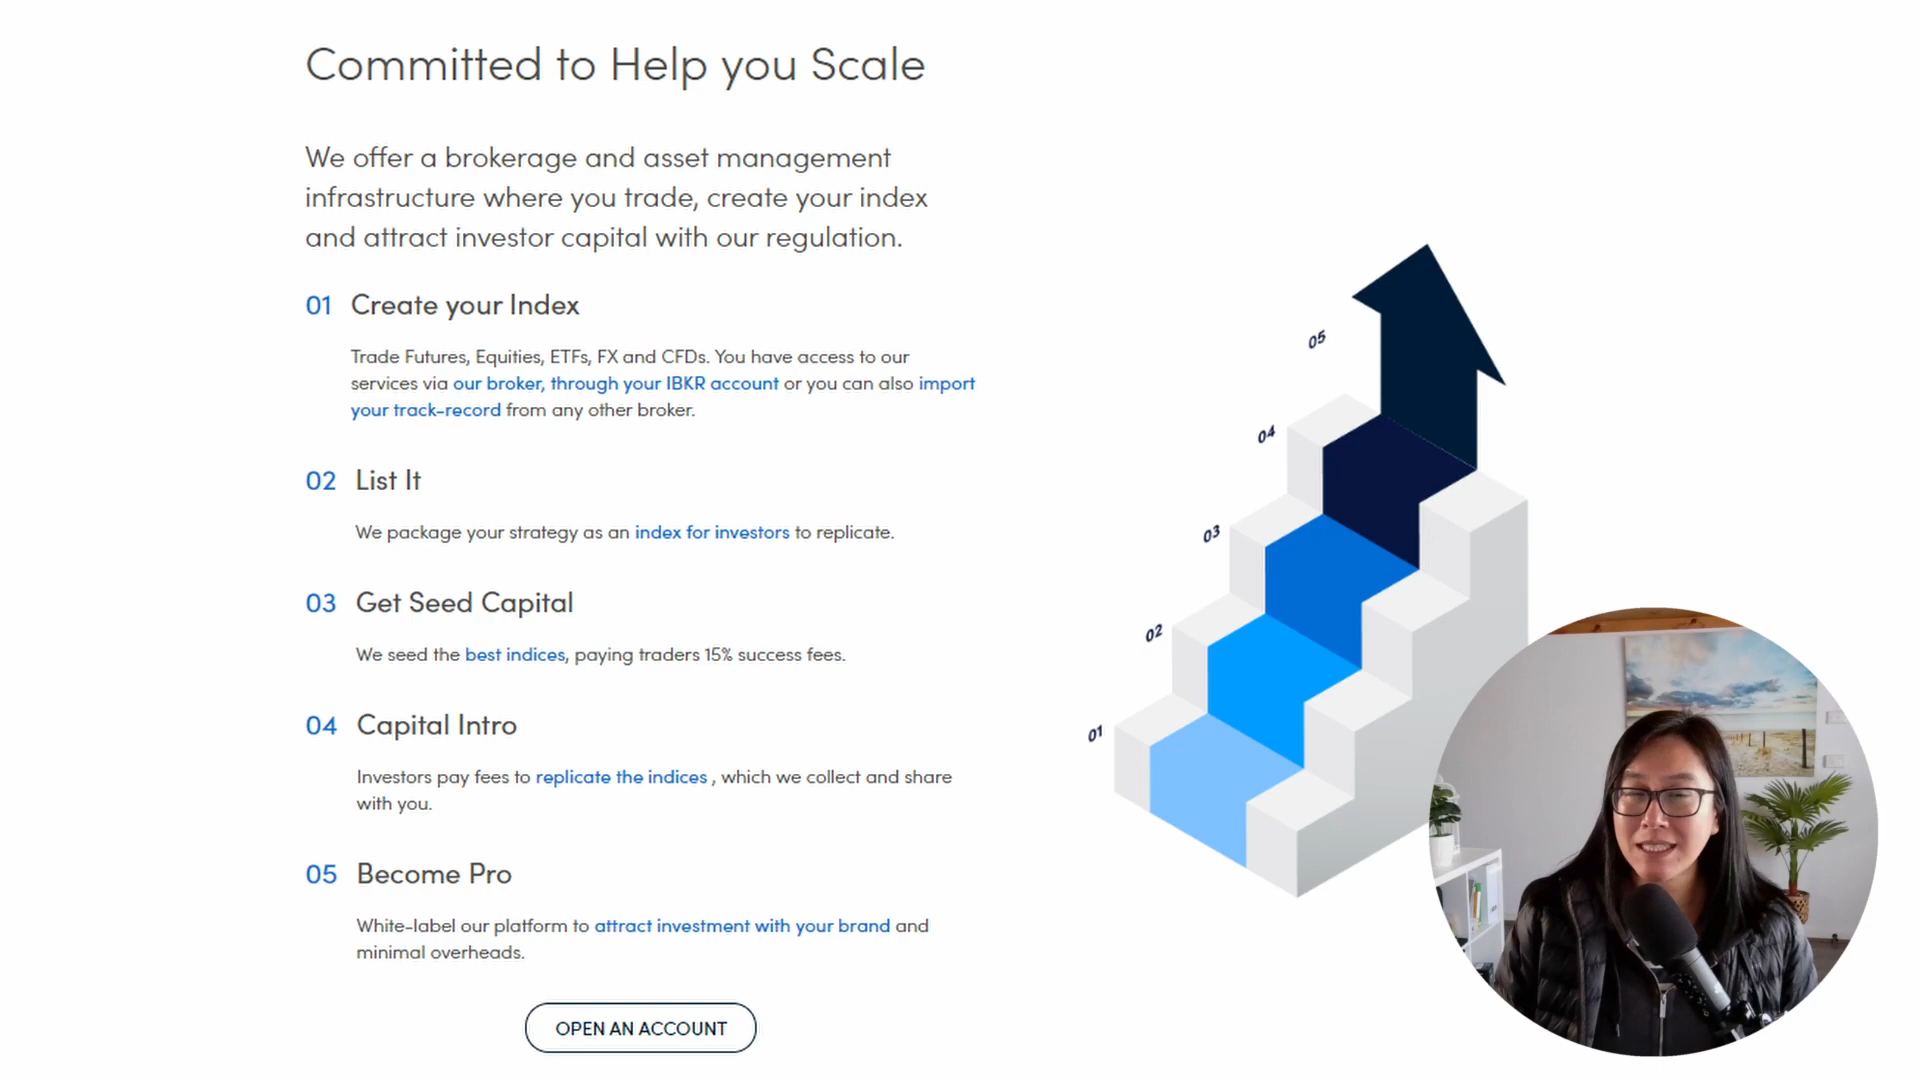 Committed to Help you Scale
We offer a brokerage and asset management
infrastructure where you trade, create your index
and attract investor capital with our regulation.
01 Create your Index
Trade Futures, Equities, ETFs, FX and CFDs. You have access to our
services via our broker, through your IBKR account or you can also import
your track-record from any other broker.
02 List It
We package your strategy as an index for investors to replicate.
03 Get Seed Capital
We seed the best indices, paying traders 15% success fees.
04 Capital Intro
Investors pay fees to replicate the indices , which we collect and share
with you.
05 Become Pro
White-label our platform to attract investment with your brand and
minimal overheads.
OPEN AN ACCOUNT
05
04
03
02
01